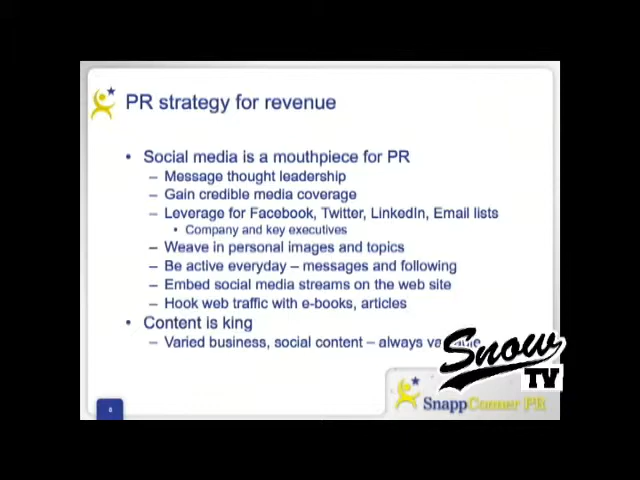 PR strategy for revenue
• Social media is a mouthpiece for PR
– Message thought leadership
– Gain credible media coverage
– Leverage for Facebook, Twitter, LinkedIn, Email lists
• Company and key executives
– Weave in personal images and topics
– Be active everyday – messages and following
– Embed social media streams on the web site
– Hook web traffic with e-books, articles
• Content is king
– Varied business, social content – always
Snow
TV
SnappConner PR